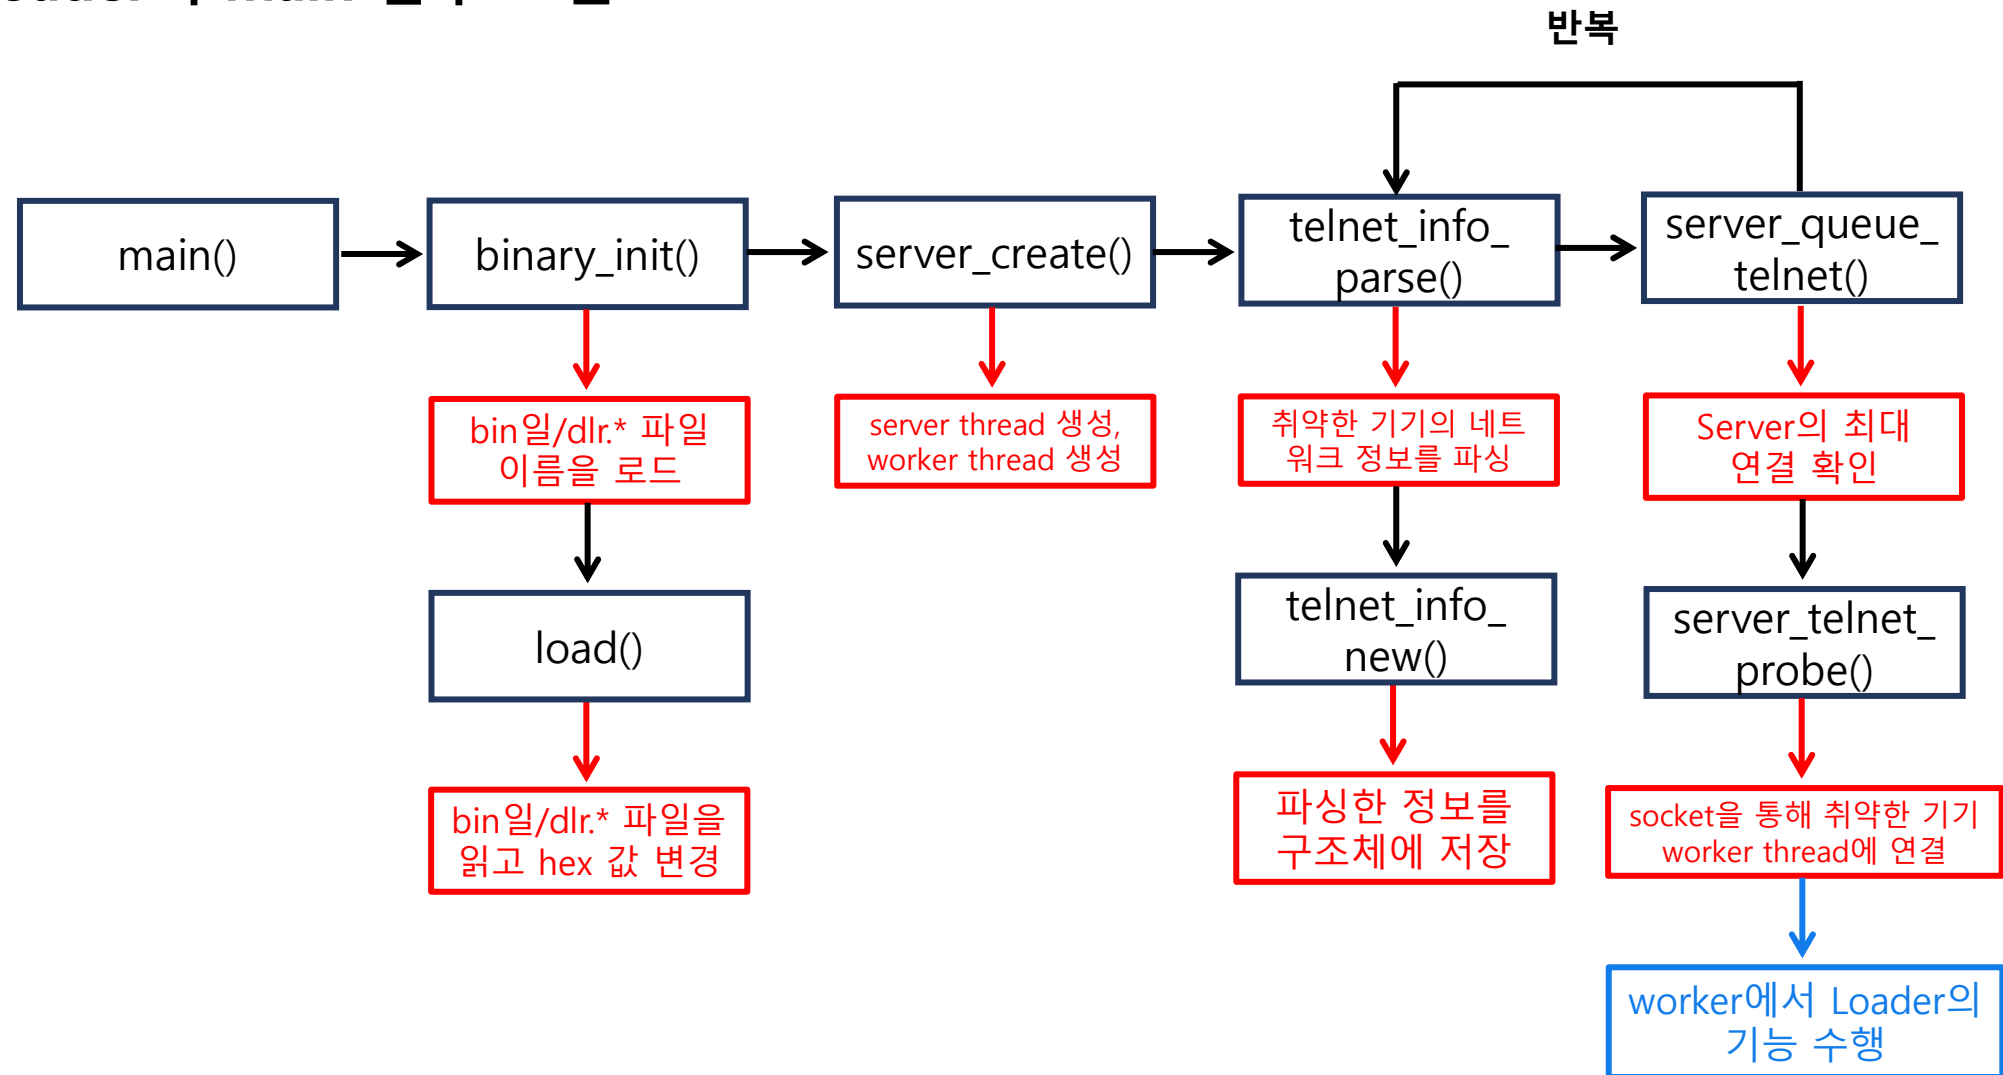 반복
main()
binary_init()
server_create()
telnet_info_
parse()
server_queue_
telnet()
bin일/dlr.* 파일
이름을 로드
server thread 생성,
worker thread 생성
취약한 기기의 네트
워크 정보를 파싱
Server의 최대
연결 확인
load()
telnet_info_
new()
server_telnet_
probe()
bin일/dlr.* 파일을
읽고 hex 값 변경
파싱한 정보를
구조체에 저장
socket을 통해 취약한 기기
worker thread에 연결
worker에서 Loader의
기능 수행